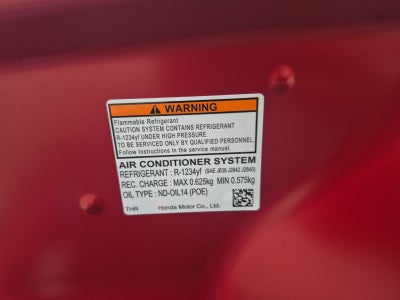 WARNING
Flammable Refrigerant
CAUTION SYSTEM CONTAINS REFRIGERANT
R-1234yf UNDER HIGH PRESSURE.
TO BE SERVICED ONLY BY QUALIFIED PERSONNEL.
Follow instructions in the service manual.
AIR CONDITIONER SYSTEM
REFRIGERANT : R-1234yf (SAE J639 J2842 J2845)
REC. CHARGE : MAX 0.625kg MIN 0.575kg
OIL TYPE : ND-OIL14 (POE)
THR Honda Motor Co., Ltd.